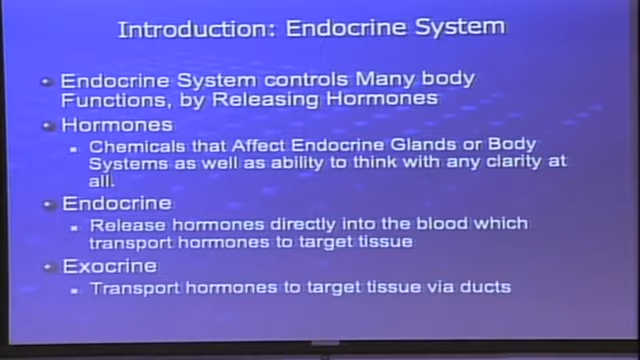 Introduction: Endocrine System
Endocrine System controls Many body
Functions, by Releasing Hormones
Hormones
Chemicals that Affect Endocrine Glands or Body
Systems as well as ability to think with any clarity at
all.
Endocrine
Release hormones directly into the blood which
transport hormones to target tissue
Exocrine
Transport hormones to target tissue via ducts